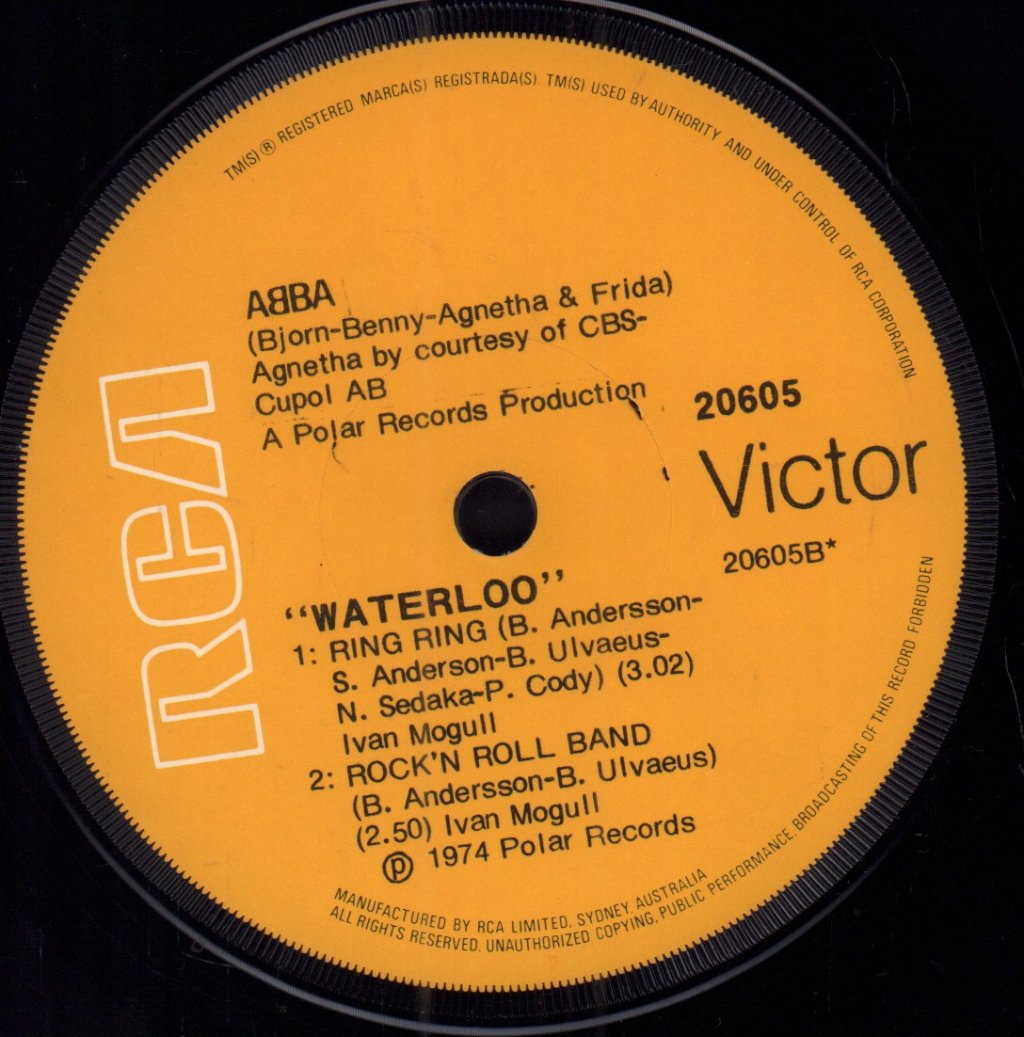 TM(S) ® REGISTERED MARCA(S) REGISTRADA(S). TM(S) USED BY AUTHORITY AND UNDER CONTROL OF RCA CORPORATION
RCA
ABBA
(Bjorn-Benny-Agnetha & Frida)
Agnetha by courtesy of CBS-
Cupol AB
A Polar Records Production
20605
Victor
20605B*
"WATERLOO"
1: RING RING (B. Andersson-
S. Anderson-B. Ulvaeus-
N. Sedaka-P. Cody) (3.02)
Ivan Mogull
2: ROCK'N ROLL BAND
(B. Andersson-B. Ulvaeus)
(2.50) Ivan Mogull
℗ 1974 Polar Records
MANUFACTURED BY RCA LIMITED, SYDNEY, AUSTRALIA
ALL RIGHTS RESERVED. UNAUTHORIZED COPYING, PUBLIC PERFORMANCE, BROADCASTING OF THIS RECORD FORBIDDEN